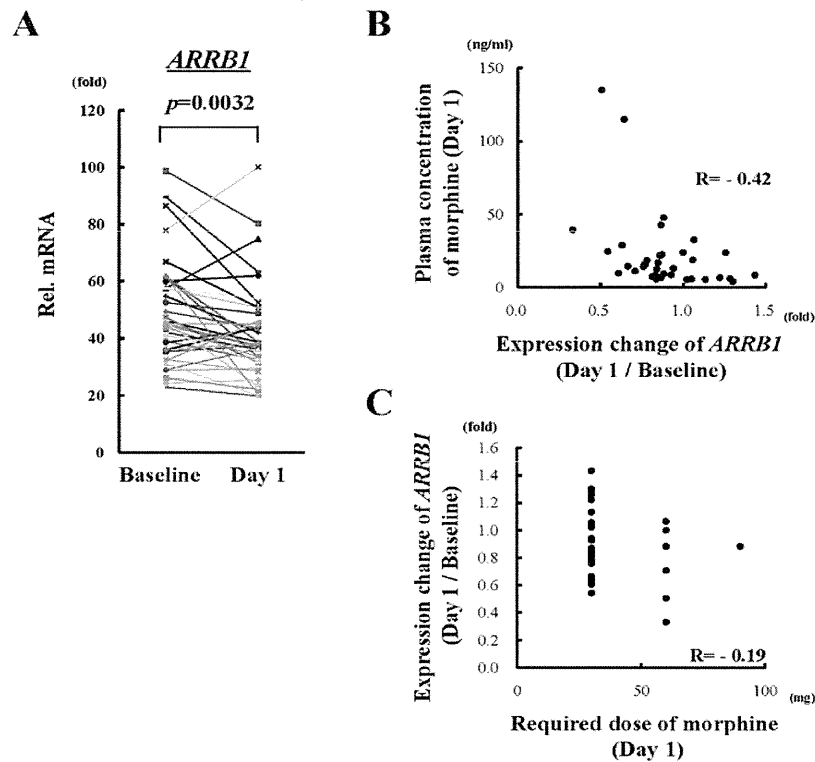 A
ARRB1
(fold)
p=0.0032
120
100
80
60
40
20
0
Rel. mRNA
Baseline Day 1
B
(ng/ml)
150
100
50
0
Plasma concentration
of morphine (Day 1)
R= - 0.42
0.0 0.5 1.0 1.5 (fold)
Expression change of ARRB1
(Day 1 / Baseline)
C
(fold)
1.6
1.4
1.2
1.0
0.8
0.6
0.4
0.2
0.0
Expression change of ARRB1
(Day 1 / Baseline)
R= - 0.19
0 50 100 (mg)
Required dose of morphine
(Day 1)